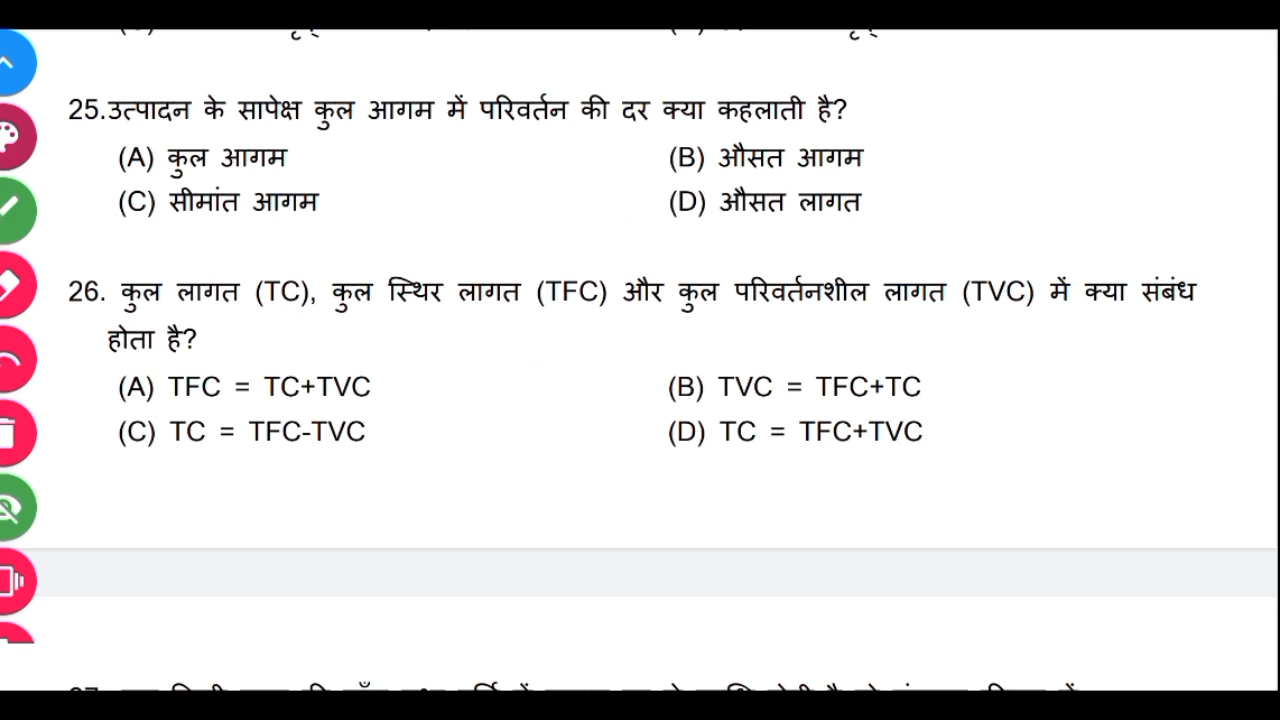 25.उत्पादन के सापेक्ष कुल आगम में परिवर्तन की दर क्या कहलाती है?
(A) कुल आगम (B) औसत आगम
(C) सीमांत आगम (D) औसत लागत
26. कुल लागत (TC), कुल स्थिर लागत (TFC) और कुल परिवर्तनशील लागत (TVC) में क्या संबंध
होता है?
(A) TFC = TC+TVC (B) TVC = TFC+TC
(C) TC = TFC-TVC (D) TC = TFC+TVC